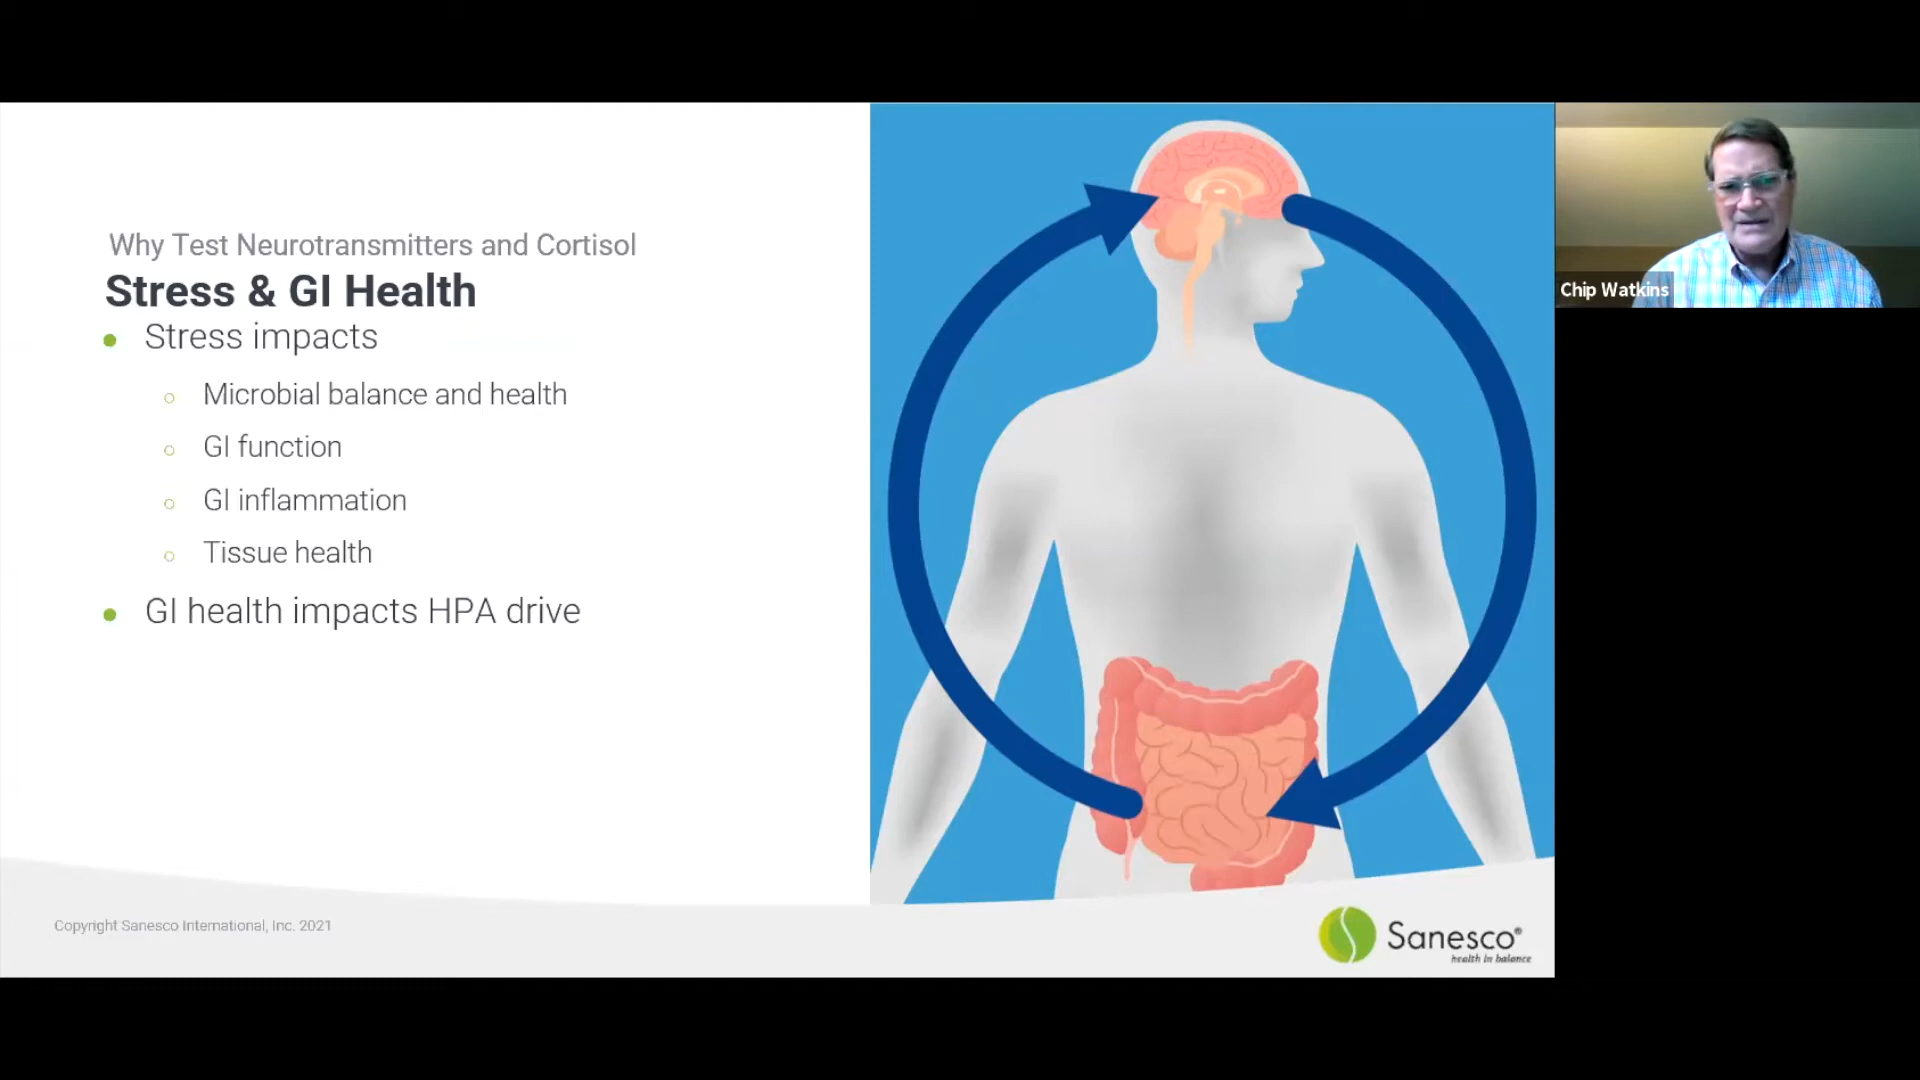 Why Test Neurotransmitters and Cortisol
Stress & GI Health
• Stress impacts
○ Microbial balance and health
○ GI function
○ GI inflammation
○ Tissue health
• GI health impacts HPA drive
Chip Watkins
Copyright Sanesco International, Inc. 2021
Sanesco®
health in balance